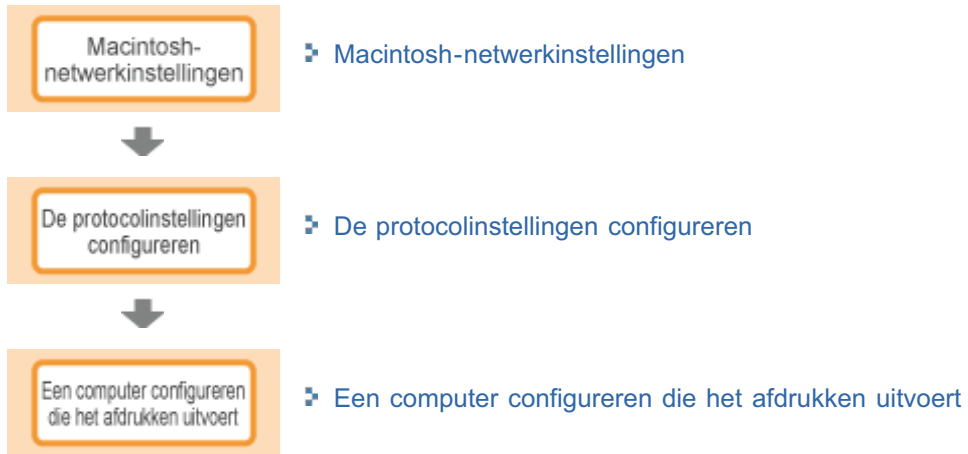 Macintosh-
netwerkinstellingen
Macintosh-netwerkinstellingen
De protocolinstellingen
configureren
De protocolinstellingen configureren
Een computer configureren
die het afdrukken uitvoert
Een computer configureren die het afdrukken uitvoert